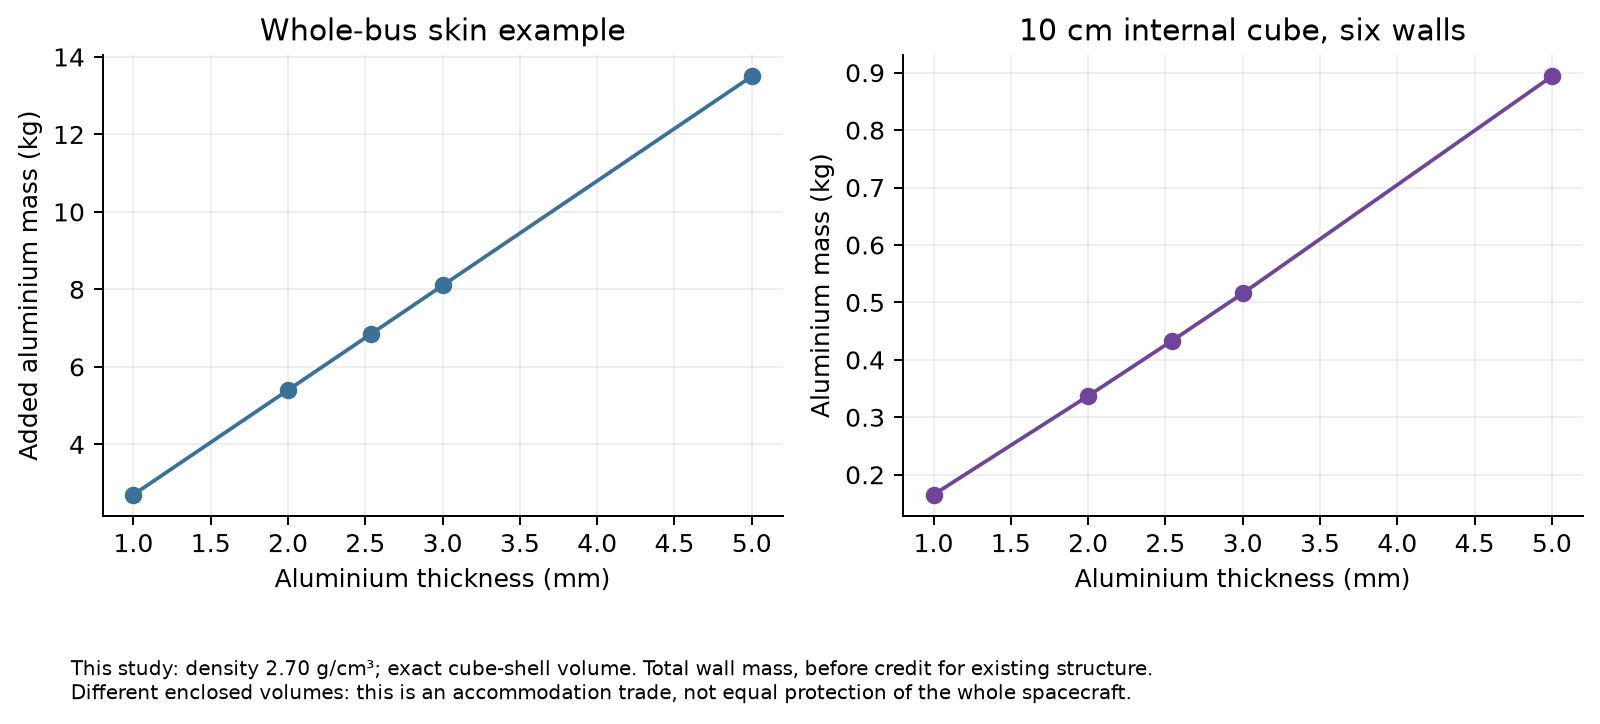 Whole-bus skin example
Added aluminium mass (kg)
14
12
10
8
6
4
1.0 1.5 2.0 2.5 3.0 3.5 4.0 4.5 5.0
Aluminium thickness (mm)
10 cm internal cube, six walls
Aluminium mass (kg)
0.9
0.8
0.7
0.6
0.5
0.4
0.3
0.2
1.0 1.5 2.0 2.5 3.0 3.5 4.0 4.5 5.0
Aluminium thickness (mm)
This study: density 2.70 g/cm³; exact cube-shell volume. Total wall mass, before credit for existing structure.
Different enclosed volumes: this is an accommodation trade, not equal protection of the whole spacecraft.